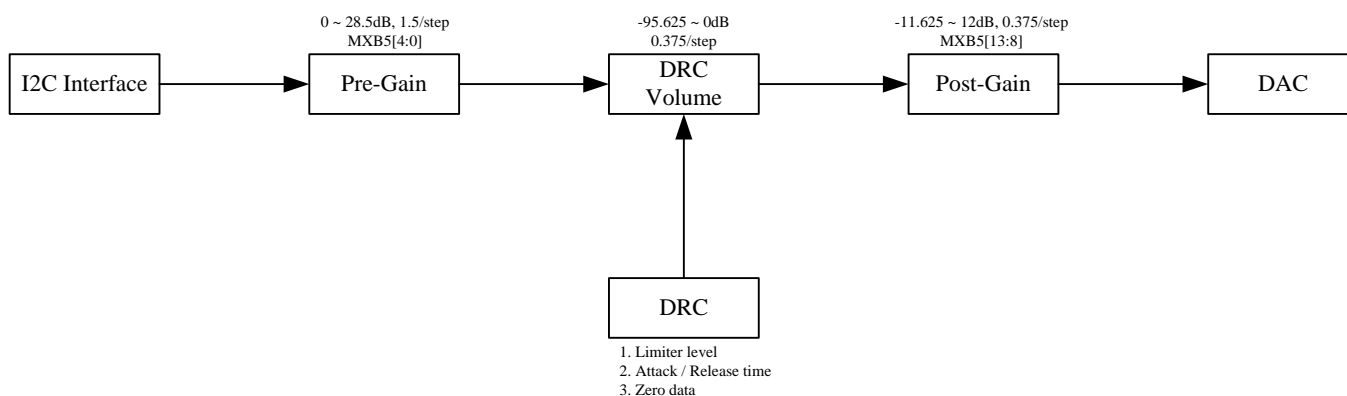 0 ~ 28.5dB, 1.5/step
MXB5[4:0]
-95.625 ~ 0dB
0.375/step
-11.625 ~ 12dB, 0.375/step
MXB5[13:8]
I2C Interface
Pre-Gain
DRC
Volume
Post-Gain
DAC
DRC
1. Limiter level
2. Attack / Release time
3. Zero data